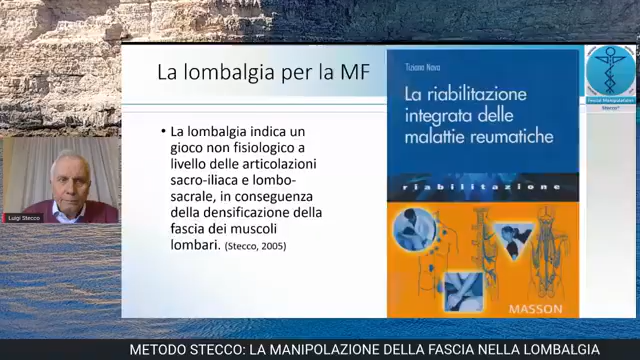 La lombalgia per la MF
• La lombalgia indica un
gioco non fisiologico a
livello delle articolazioni
sacro-iliaca e lombo-
sacrale, in conseguenza
della densificazione della
fascia dei muscoli
lombari. (Stecco, 2005)
Tiziano Nava
La riabilitazione
integrata delle
malattie reumatiche
riabilitazione
MASSON
Fascial Manipulation
Stecco®
Luigi Stecco
METODO STECCO: LA MANIPOLAZIONE DELLA FASCIA NELLA LOMBALGIA